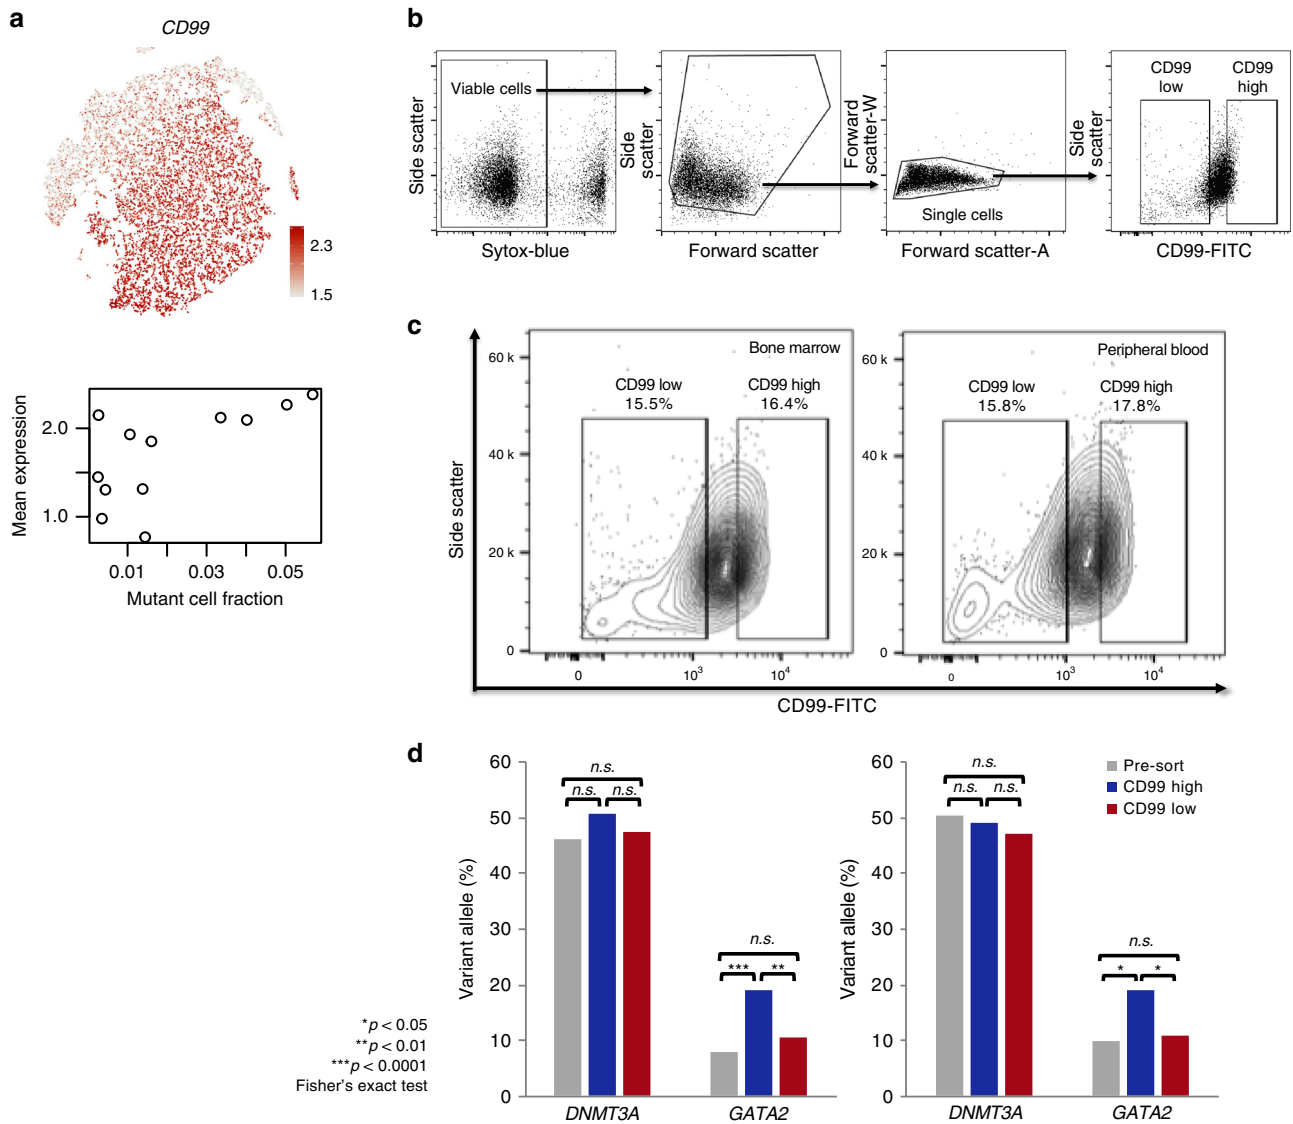 a
CD99
2.3
1.5
Mean expression
2.0
1.0
0.01
0.03
0.05
Mutant cell fraction
b
Side scatter
Viable cells
Sytox-blue
Side scatter
Forward scatter
Forward scatter-W
Single cells
Forward scatter-A
Side scatter
CD99 low
CD99 high
CD99-FITC
c
Side scatter
Bone marrow
60 k
CD99 low
15.5%
CD99 high
16.4%
40 k
20 k
0
0
10³
10⁴
Peripheral blood
60 k
CD99 low
15.8%
CD99 high
17.8%
40 k
20 k
0
0
10³
10⁴
CD99-FITC
d
Variant allele (%)
60
50
40
30
20
10
0
n.s.
n.s. n.s.
n.s.
*** **
DNMT3A
GATA2
Variant allele (%)
60
50
40
30
20
10
0
n.s.
n.s. n.s.
n.s.
* *
DNMT3A
GATA2
Pre-sort
CD99 high
CD99 low
*p < 0.05
**p < 0.01
***p < 0.0001
Fisher's exact test